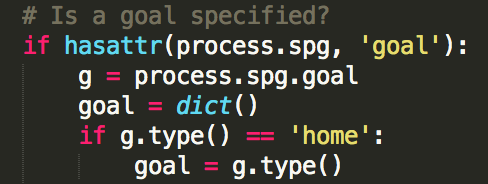 # Is a goal specified?
if hasattr(process.spg, 'goal'):
    g = process.spg.goal
    goal = dict()
    if g.type() == 'home':
        goal = g.type()